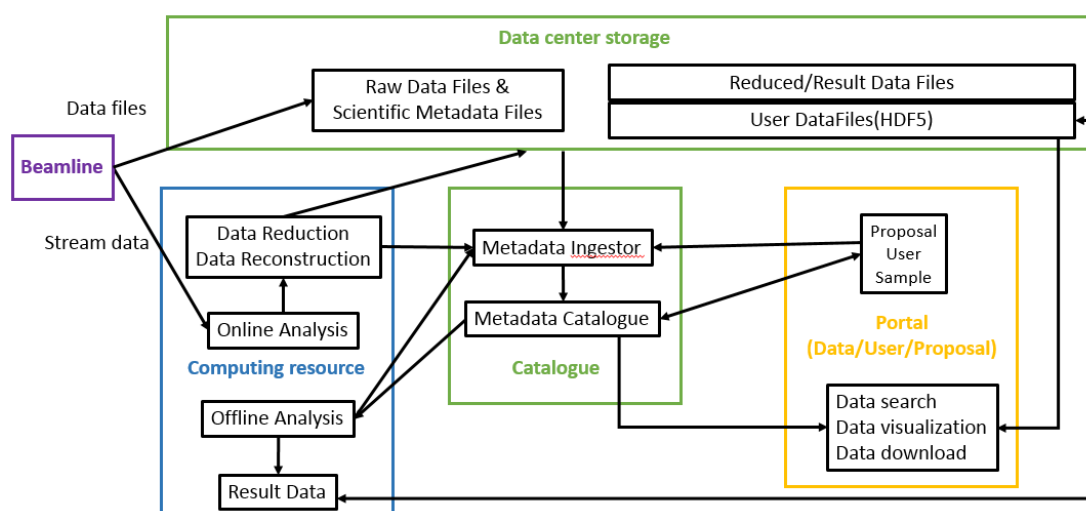 Data center storage
Raw Data Files &
Scientific Metadata Files
Reduced/Result Data Files
User DataFiles(HDF5)
Data files
Beamline
Stream data
Data Reduction
Data Reconstruction
Online Analysis
Computing resource
Offline Analysis
Result Data
Metadata Ingestor
Metadata Catalogue
Catalogue
Proposal
User
Sample
Portal
(Data/User/Proposal)
Data search
Data visualization
Data download